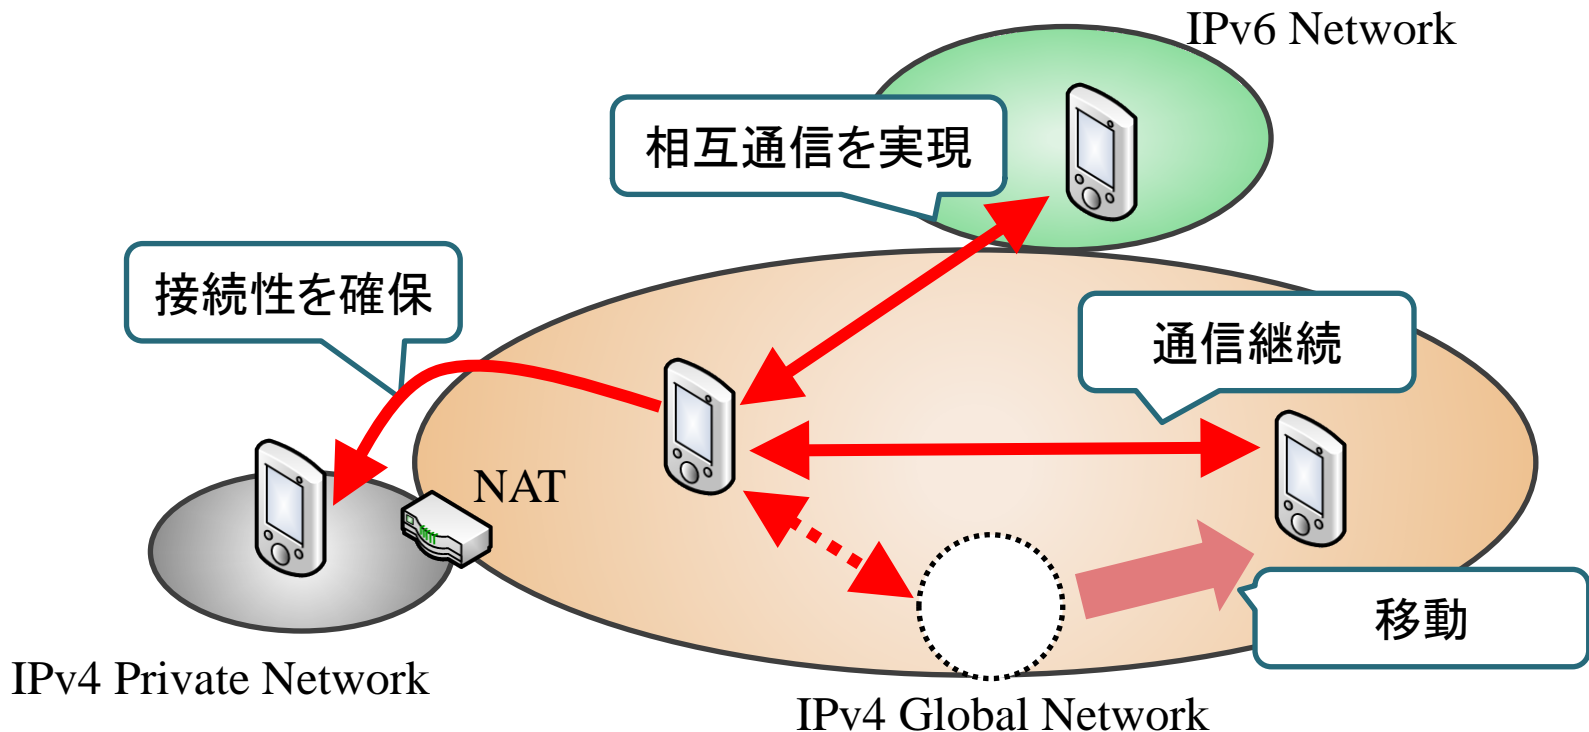 IPv6 Network
相互通信を実現
接続性を確保
通信継続
NAT
移動
IPv4 Private Network
IPv4 Global Network